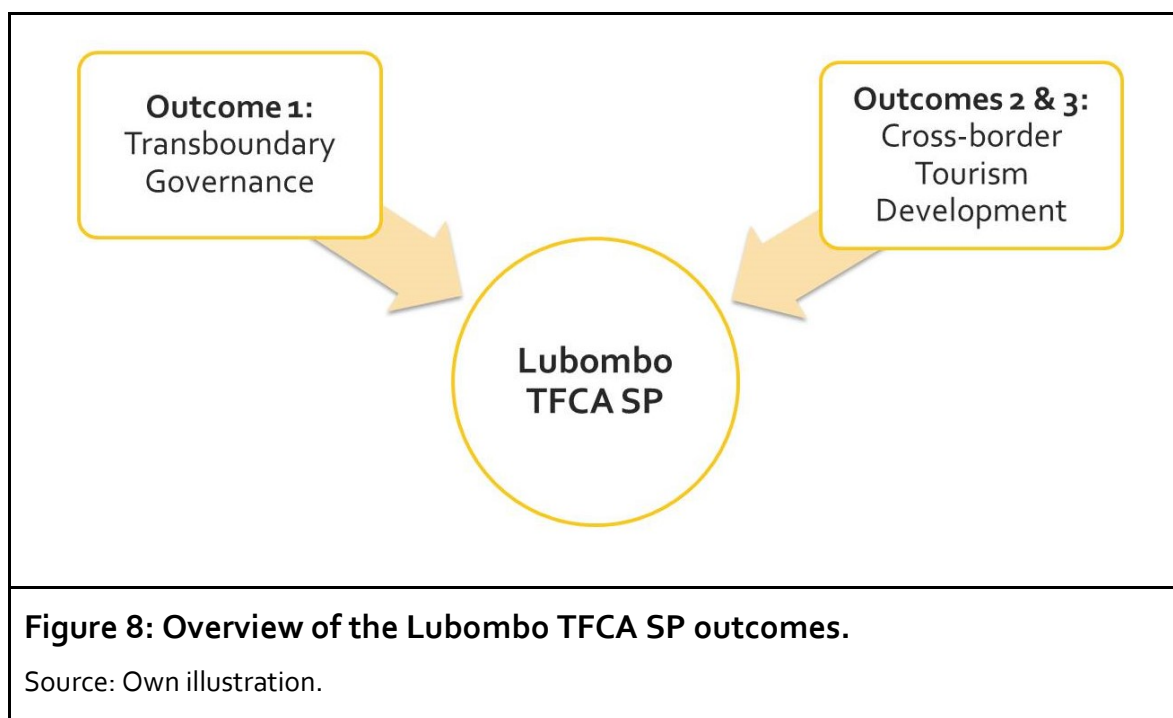 Outcome 1:
Transboundary
Governance
Outcomes 2 & 3:
Cross-border
Tourism
Development
Lubombo
TFCA SP
Figure 8: Overview of the Lubombo TFCA SP outcomes.
Source: Own illustration.